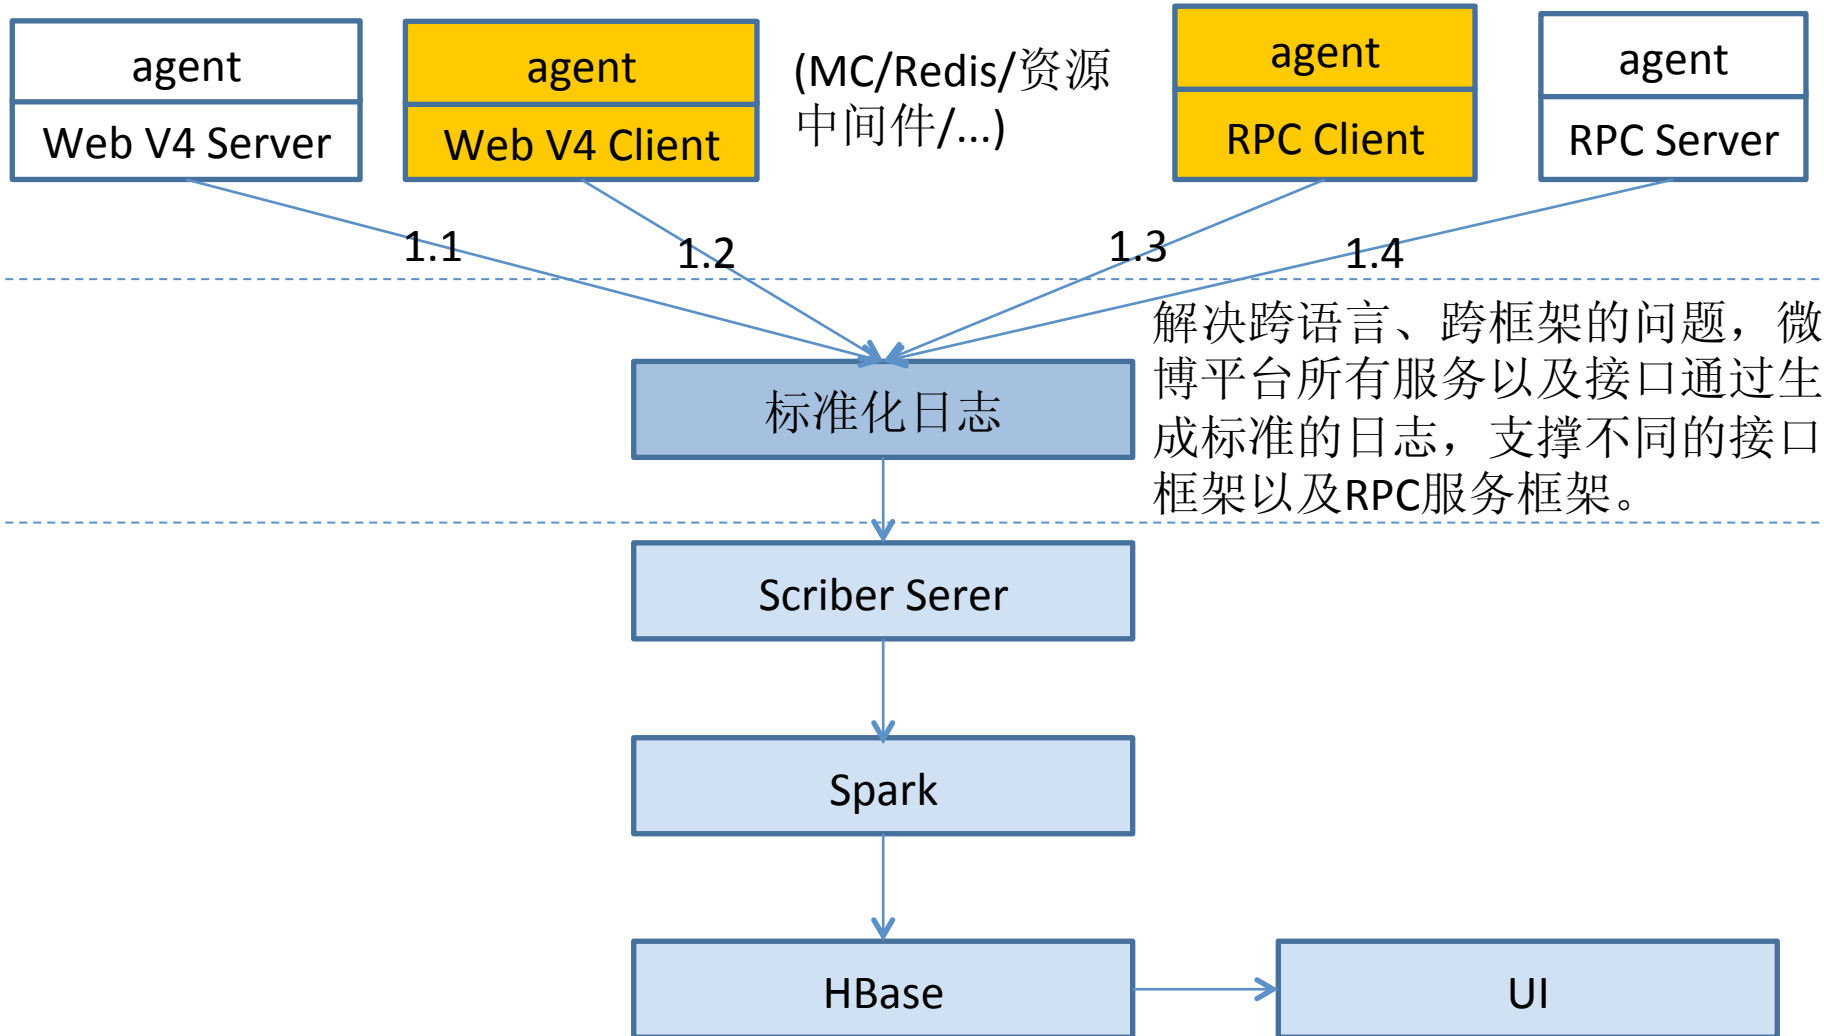 agent
Web V4 Server
agent
Web V4 Client
(MC/Redis/资源
中间件/...)
agent
RPC Client
agent
RPC Server
1.1
1.2
1.3
1.4
解决跨语言、跨框架的问题，微
博平台所有服务以及接口通过生
成标准的日志，支撑不同的接口
框架以及RPC服务框架。
标准化日志
Scriber Serer
Spark
HBase
UI